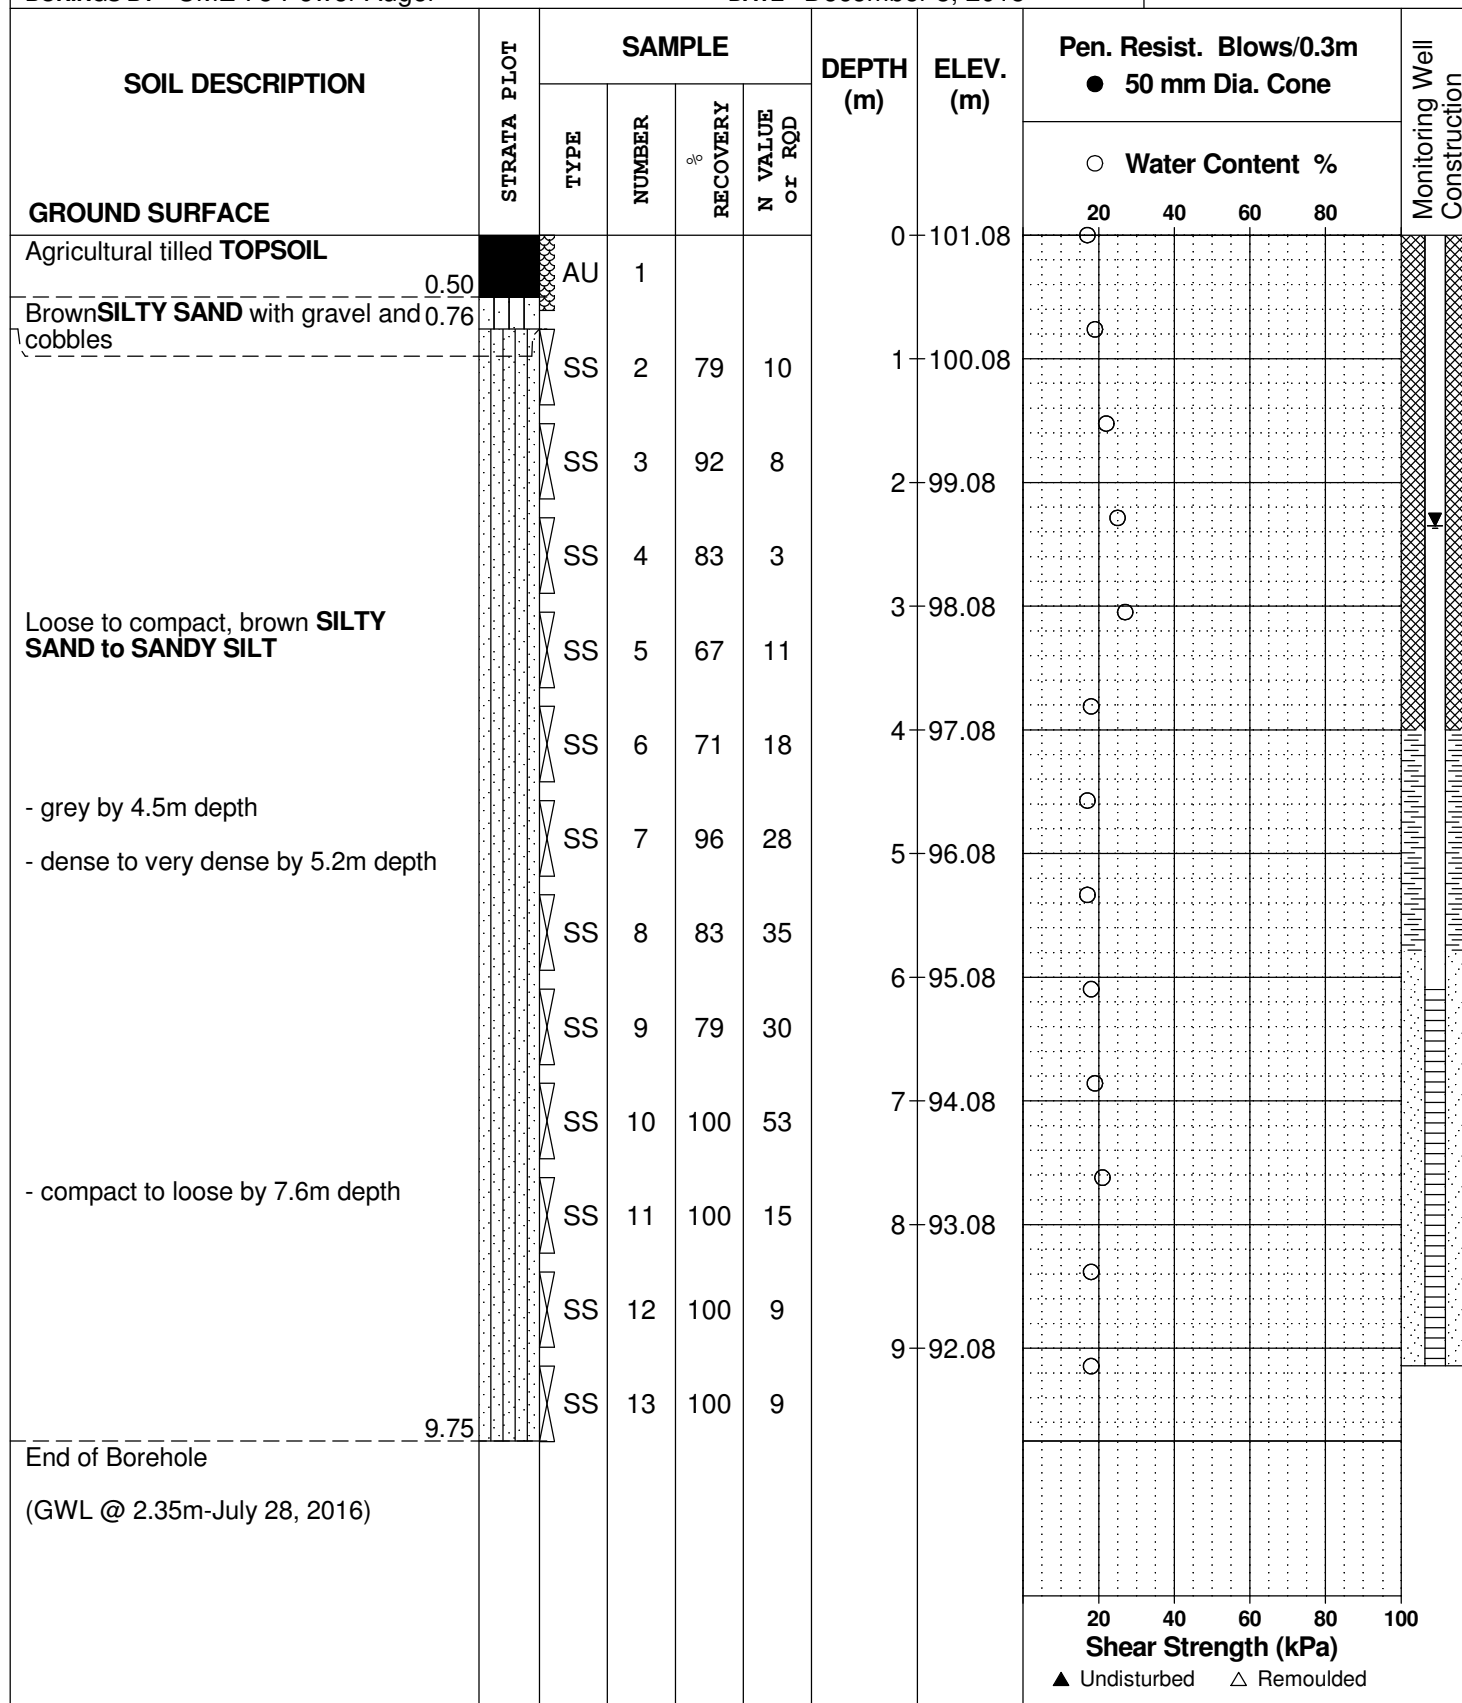 SOIL DESCRIPTION
GROUND SURFACE
STRATA PLOT
SAMPLE
TYPE
NUMBER
% RECOVERY
N VALUE or RQD
DEPTH (m)
ELEV. (m)
Pen. Resist. Blows/0.3m
● 50 mm Dia. Cone
○ Water Content %
20 40 60 80
Monitoring Well Construction
Agricultural tilled TOPSOIL
0.50
BrownSILTY SAND with gravel and 0.76
cobbles
Loose to compact, brown SILTY
SAND to SANDY SILT
- grey by 4.5m depth
- dense to very dense by 5.2m depth
- compact to loose by 7.6m depth
9.75
End of Borehole
(GWL @ 2.35m-July 28, 2016)
AU 1
SS 2 79 10
SS 3 92 8
SS 4 83 3
SS 5 67 11
SS 6 71 18
SS 7 96 28
SS 8 83 35
SS 9 79 30
SS 10 100 53
SS 11 100 15
SS 12 100 9
SS 13 100 9
0 101.08
1 100.08
2 99.08
3 98.08
4 97.08
5 96.08
6 95.08
7 94.08
8 93.08
9 92.08
20 40 60 80 100
Shear Strength (kPa)
▲ Undisturbed △ Remoulded